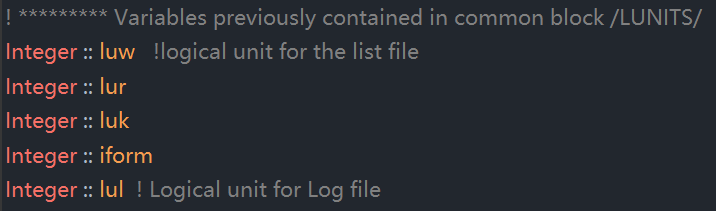 ! ********* Variables previously contained in common block /LUNITS/
Integer :: luw !logical unit for the list file
Integer :: lur
Integer :: luk
Integer :: iform
Integer :: lul ! Logical unit for Log file